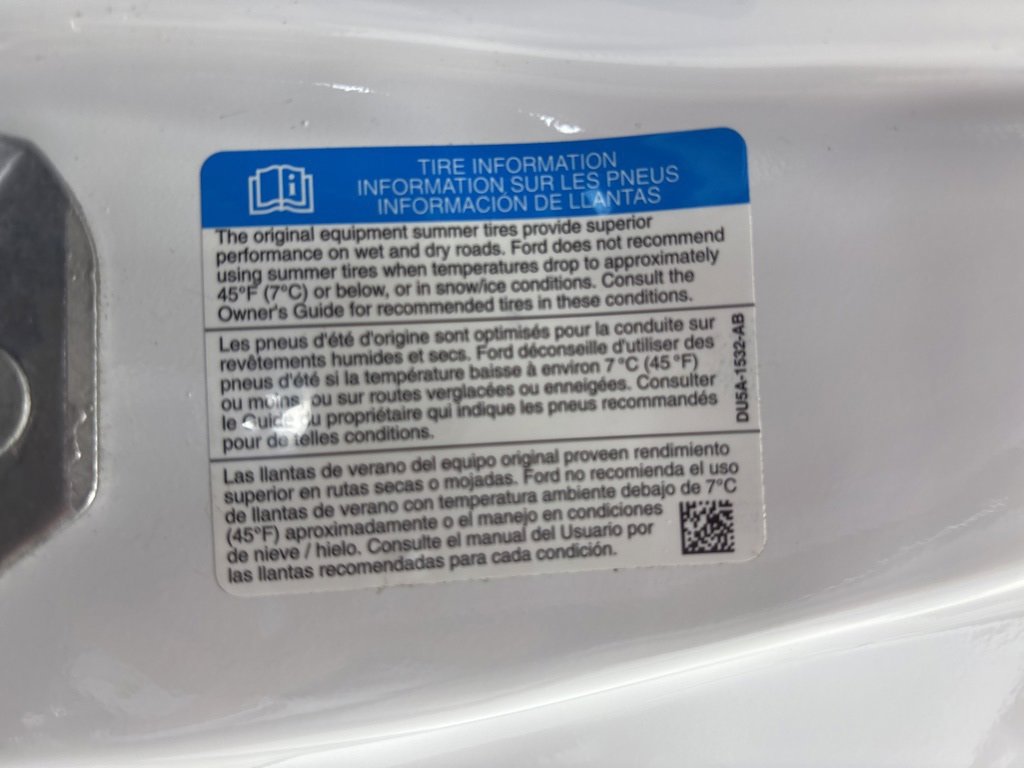 TIRE INFORMATION
INFORMATION SUR LES PNEUS
INFORMACIÓN DE LLANTAS
The original equipment summer tires provide superior
performance on wet and dry roads. Ford does not recommend
using summer tires when temperatures drop to approximately
45°F (7°C) or below, or in snow/ice conditions. Consult the
Owner's Guide for recommended tires in these conditions.
Les pneus d'été d'origine sont optimisés pour la conduite sur
revêtements humides et secs. Ford déconseille d'utiliser des
pneus d'été si la température baisse à environ 7°C (45°F)
ou moins, ou sur routes verglacées ou enneigées. Consulter
le Guide du propriétaire qui indique les pneus recommandés
pour de telles conditions.
DU5A-1532-AB
Las llantas de verano del equipo original proveen rendimiento
superior en rutas secas o mojadas. Ford no recomienda el uso
de llantas de verano con temperatura ambiente debajo de 7°C
(45°F) aproximadamente o el manejo en condiciones
de nieve / hielo. Consulte el manual del Usuario por
las llantas recomendadas para cada condición.